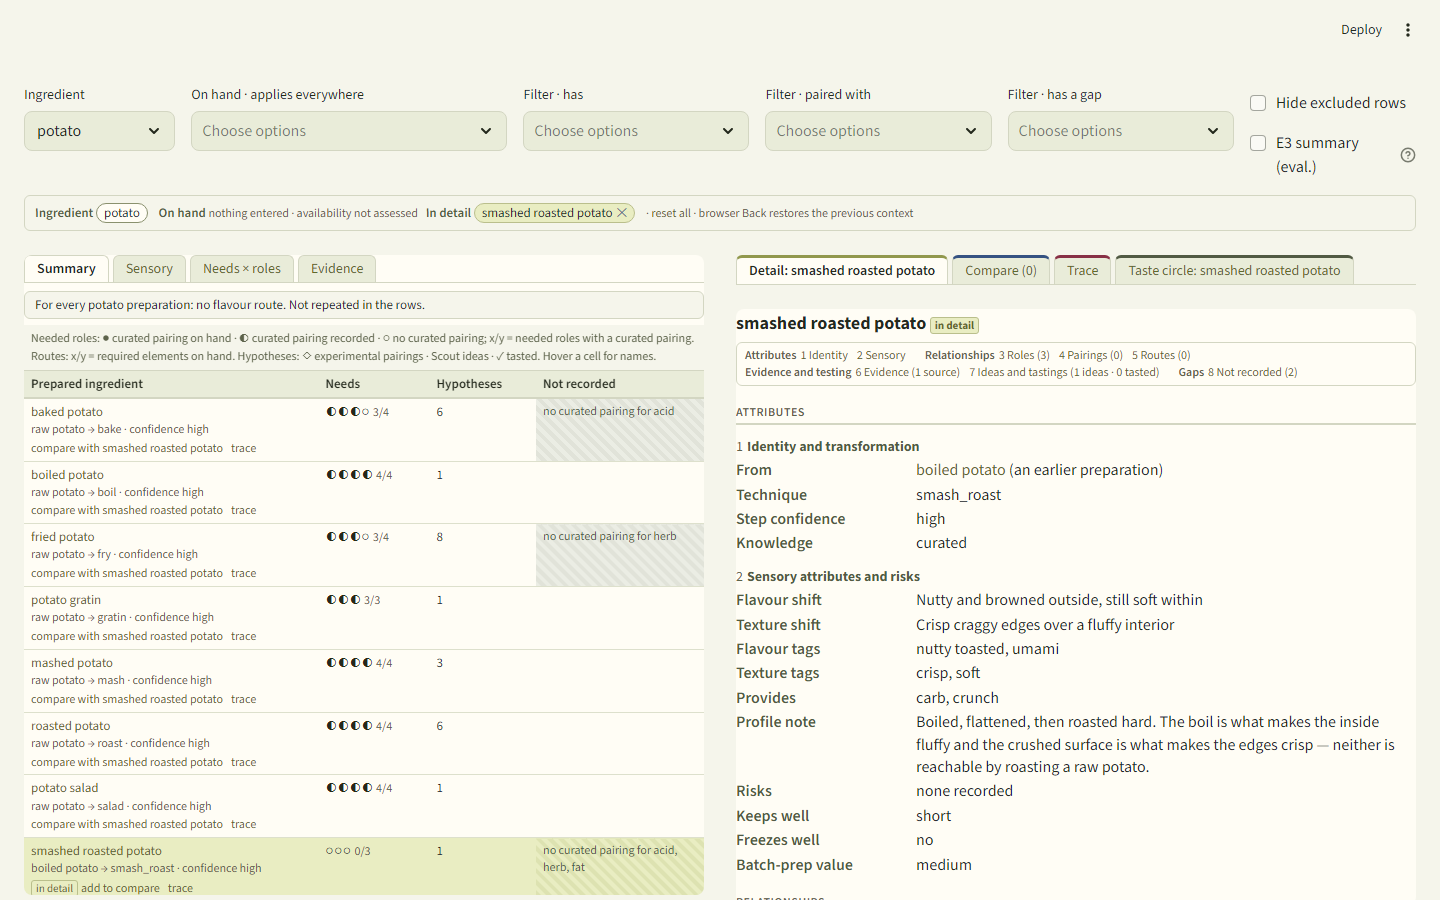 Deploy
Ingredient
On hand · applies everywhere
Filter · has
Filter · paired with
Filter · has a gap
potato
Choose options
Choose options
Choose options
Choose options
Hide excluded rows
E3 summary
(eval.)
Ingredient potato On hand nothing entered · availability not assessed In detail smashed roasted potato · reset all · browser Back restores the previous context
Summary
Sensory
Needs × roles
Evidence
For every potato preparation: no flavour route. Not repeated in the rows.
Needed roles: ● curated pairing on hand · ◐ curated pairing recorded · ○ no curated pairing; x/y = needed roles with a curated pairing.
Routes: x/y = required elements on hand. Hypotheses: ◇ experimental pairings · Scout ideas · ✓ tasted. Hover a cell for names.
Prepared ingredient Needs Hypotheses Not recorded
baked potato ◐◐◐○ 3/4 6 no curated pairing for acid
raw potato → bake · confidence high
compare with smashed roasted potato trace
boiled potato ◐◐◐◐ 4/4 1
raw potato → boil · confidence high
compare with smashed roasted potato trace
fried potato ◐◐◐○ 3/4 8 no curated pairing for herb
raw potato → fry · confidence high
compare with smashed roasted potato trace
potato gratin ◐◐◐ 3/3 1
raw potato → gratin · confidence high
compare with smashed roasted potato trace
mashed potato ◐◐◐◐ 4/4 3
raw potato → mash · confidence high
compare with smashed roasted potato trace
roasted potato ◐◐◐◐ 4/4 6
raw potato → roast · confidence high
compare with smashed roasted potato trace
potato salad ◐◐◐◐ 4/4 1
raw potato → salad · confidence high
compare with smashed roasted potato trace
smashed roasted potato ○○○ 0/3 1 no curated pairing for acid,
herb, fat
boiled potato → smash_roast · confidence high
in detail add to compare trace
Detail: smashed roasted potato
Compare (0)
Trace
Taste circle: smashed roasted potato
smashed roasted potato in detail
Attributes 1 Identity 2 Sensory Relationships 3 Roles (3) 4 Pairings (0) 5 Routes (0)
Evidence and testing 6 Evidence (1 source) 7 Ideas and tastings (1 ideas · 0 tasted) Gaps 8 Not recorded (2)
ATTRIBUTES
1 Identity and transformation
From boiled potato (an earlier preparation)
Technique smash_roast
Step confidence high
Knowledge curated
2 Sensory attributes and risks
Flavour shift Nutty and browned outside, still soft within
Texture shift Crisp craggy edges over a fluffy interior
Flavour tags nutty toasted, umami
Texture tags crisp, soft
Provides carb, crunch
Profile note Boiled, flattened, then roasted hard. The boil is what makes the inside
fluffy and the crushed surface is what makes the edges crisp — neither is
reachable by roasting a raw potato.
Risks none recorded
Keeps well short
Freezes well no
Batch-prep value medium